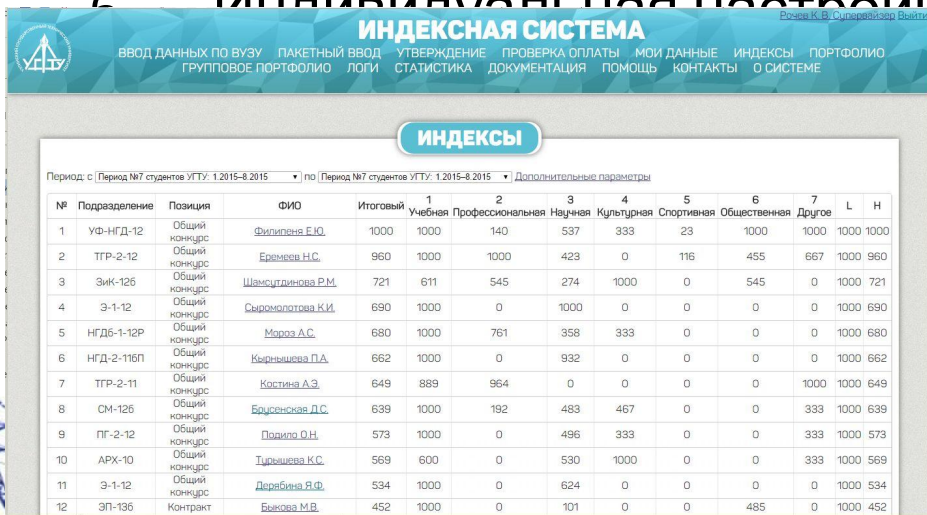 Индивидуальная настройк
Рочев К. В. Супервайзер Выйти
ИНДЕКСНАЯ СИСТЕМА
ВВОД ДАННЫХ ПО ВУЗУ ПАКЕТНЫЙ ВВОД УТВЕРЖДЕНИЕ ПРОВЕРКА ОПЛАТЫ МОИ ДАННЫЕ ИНДЕКСЫ ПОРТФОЛИО
ГРУППОВОЕ ПОРТФОЛИО ЛОГИ СТАТИСТИКА ДОКУМЕНТАЦИЯ ПОМОЩЬ КОНТАКТЫ О СИСТЕМЕ
ИНДЕКСЫ
Период: с Период №7 студентов УГТУ: 1.2015–8.2015 по Период №7 студентов УГТУ: 1.2015–8.2015 Дополнительные параметры
№ Подразделение Позиция ФИО Итоговый 1 Учебная 2 Профессиональная 3 Научная 4 Культурная 5 Спортивная 6 Общественная 7 Другое L H
1 УФ-НГД-12 Общий конкурс Филипеня Е.Ю. 1000 1000 140 537 333 23 1000 1000 1000 1000
2 ТГР-2-12 Общий конкурс Еремеев Н.С. 960 1000 1000 423 0 116 455 667 1000 960
3 ЗиК-12б Общий конкурс Шамсутдинова Р.М. 721 611 545 274 1000 0 545 0 1000 721
4 Э-1-12 Общий конкурс Сыромолотова К.И. 690 1000 0 1000 0 0 0 0 1000 690
5 НГДб-1-12Р Общий конкурс Мороз А.С. 680 1000 761 358 333 0 0 0 1000 680
6 НГД-2-11бП Общий конкурс Кырнышева П.А. 662 1000 0 932 0 0 0 0 1000 662
7 ТГР-2-11 Общий конкурс Костина А.Э. 649 889 964 0 0 0 0 1000 1000 649
8 СМ-12б Общий конкурс Брусенская Д.С. 639 1000 192 483 467 0 0 333 1000 639
9 ПГ-2-12 Общий конкурс Подило О.Н. 573 1000 0 496 333 0 0 333 1000 573
10 АРХ-10 Общий конкурс Турышева К.С. 569 600 0 530 1000 0 0 333 1000 569
11 Э-1-12 Общий конкурс Дерябина Я.Ф. 534 1000 0 624 0 0 0 0 1000 534
12 ЭП-13б Контракт Быкова М.В. 452 1000 0 101 0 0 485 0 1000 452